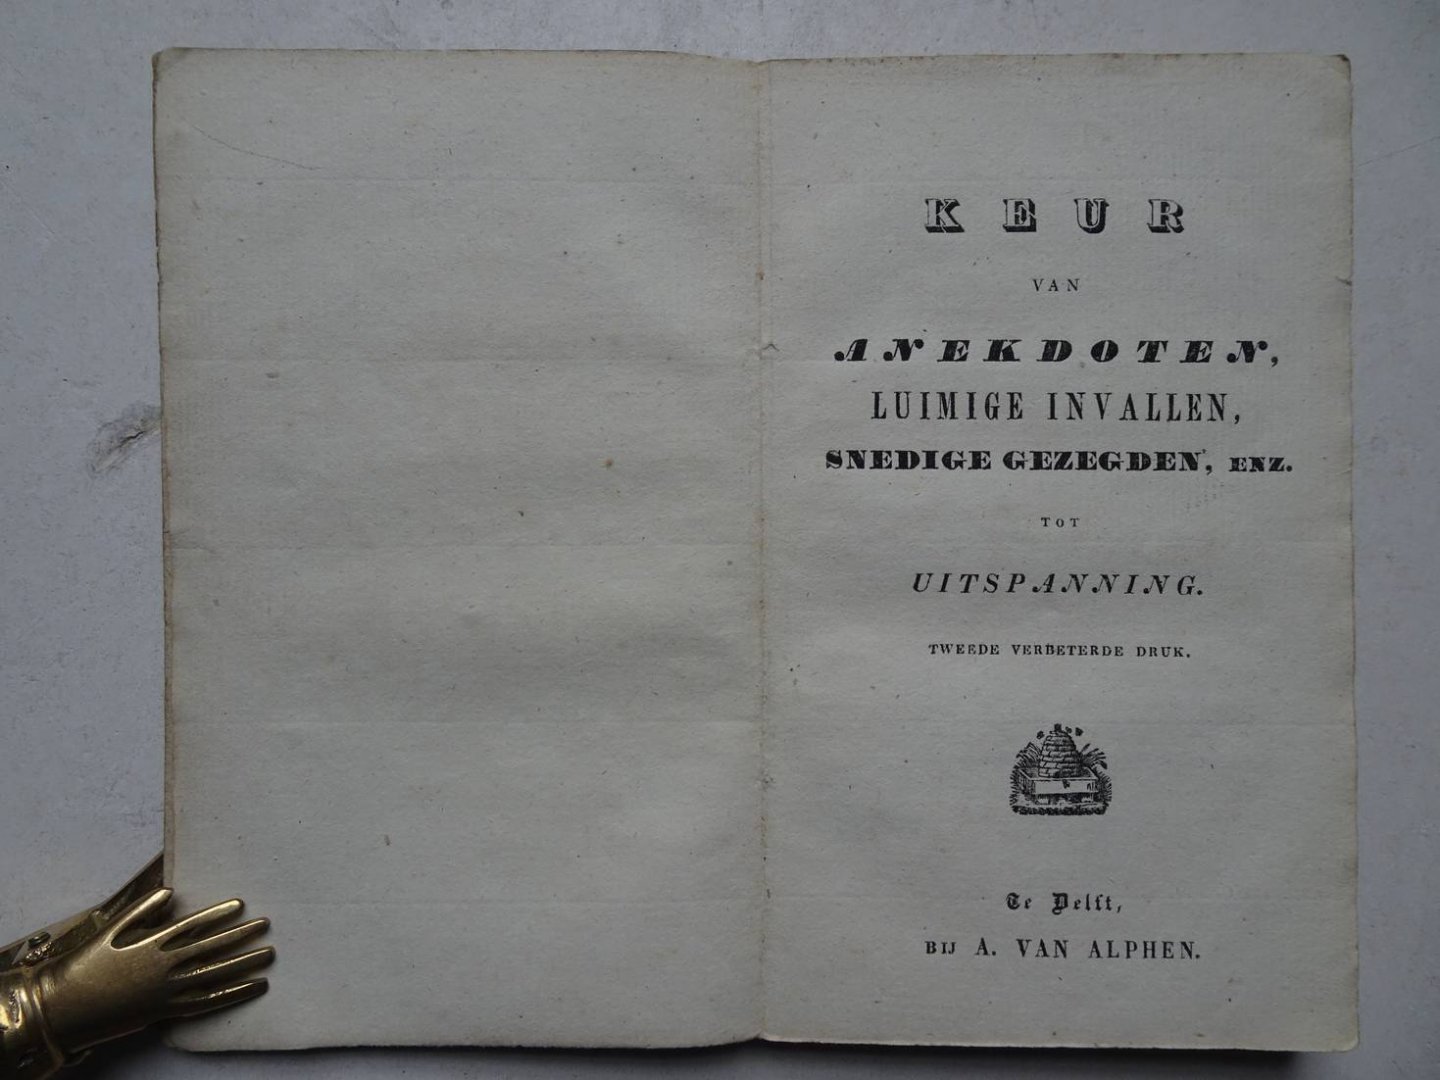 KEUR
VAN
ANEKDOTEN,
LUIMIGE INVALLEN,
SNEDIGE GEZEGDEN, ENZ.
TOT
UITSPANNING.
TWEEDE VERBETERDE DRUK.
Te Delft,
BIJ A. VAN ALPHEN.